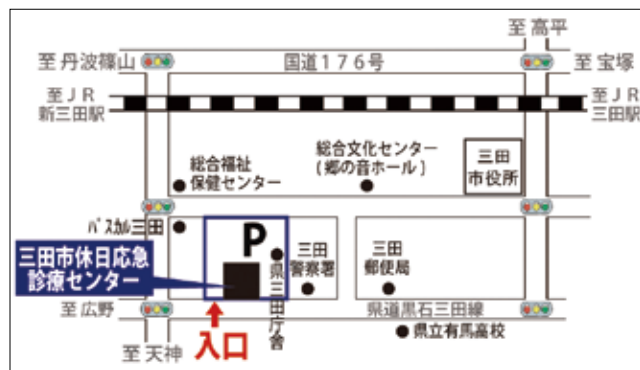 至 高平
至 丹波篠山
国道176号
至 宝塚
至JR
新三田駅
至JR
三田駅
総合福祉
保健センター
総合文化センター
(郷の音ホール)
三田
市役所
パスカル三田
P
三田市休日応急
診療センター
県三田庁舎
三田
警察署
三田
郵便局
至 広野
県道黒石三田線
入口
県立有馬高校
至 天神